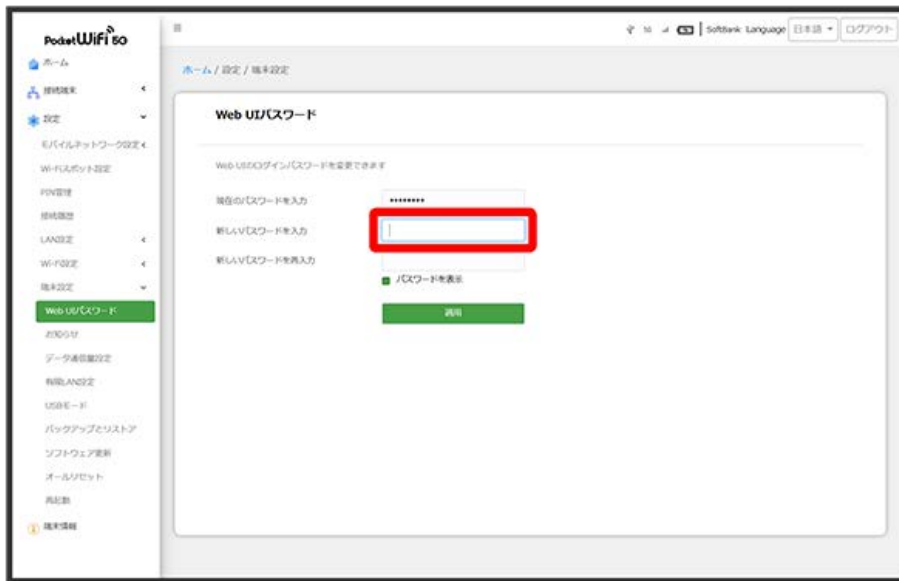 Pocket WiFi 5G
ホーム
接続端末
設定
モバイルネットワーク設定
Wi-Fiスポット設定
PIN管理
接続履歴
LAN設定
Wi-Fi設定
端末設定
Web UIパスワード
お知らせ
データ通信量設定
有線LAN設定
USBモード
バックアップとリストア
ソフトウェア更新
オールリセット
再起動
端末情報
5G SoftBank Language 日本語 ログアウト
ホーム / 設定 / 端末設定
Web UIパスワード
Web UIのログインパスワードを変更できます
現在のパスワードを入力 ••••••••
新しいパスワードを入力
新しいパスワードを再入力
パスワードを表示
適用